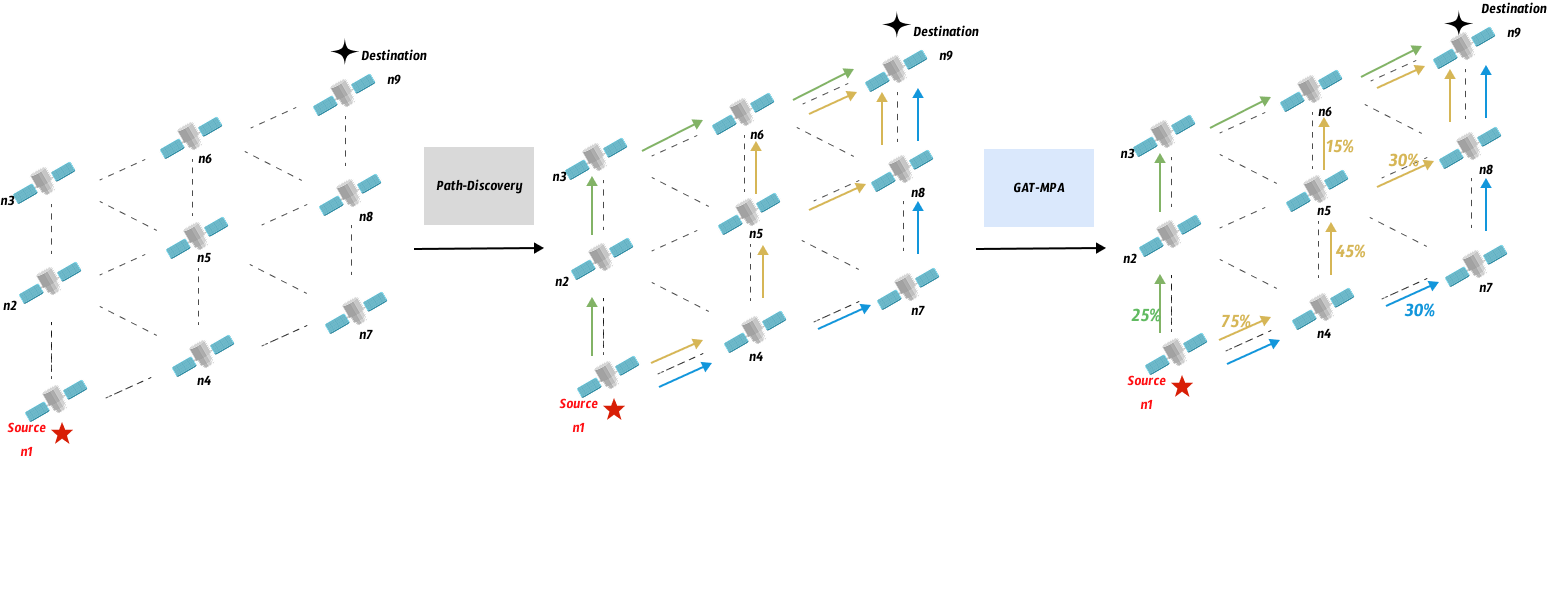 Destination
n9
n6
n3
n8
n5
n2
n7
n4
Source
n1
Path-Discovery
Destination
n9
n6
n3
n8
n5
n2
n7
n4
Source
n1
GAT-MPA
Destination
n9
n6
15%
n3
30%
n8
n5
n2
45%
n7
25%
75%
30%
n4
Source
n1